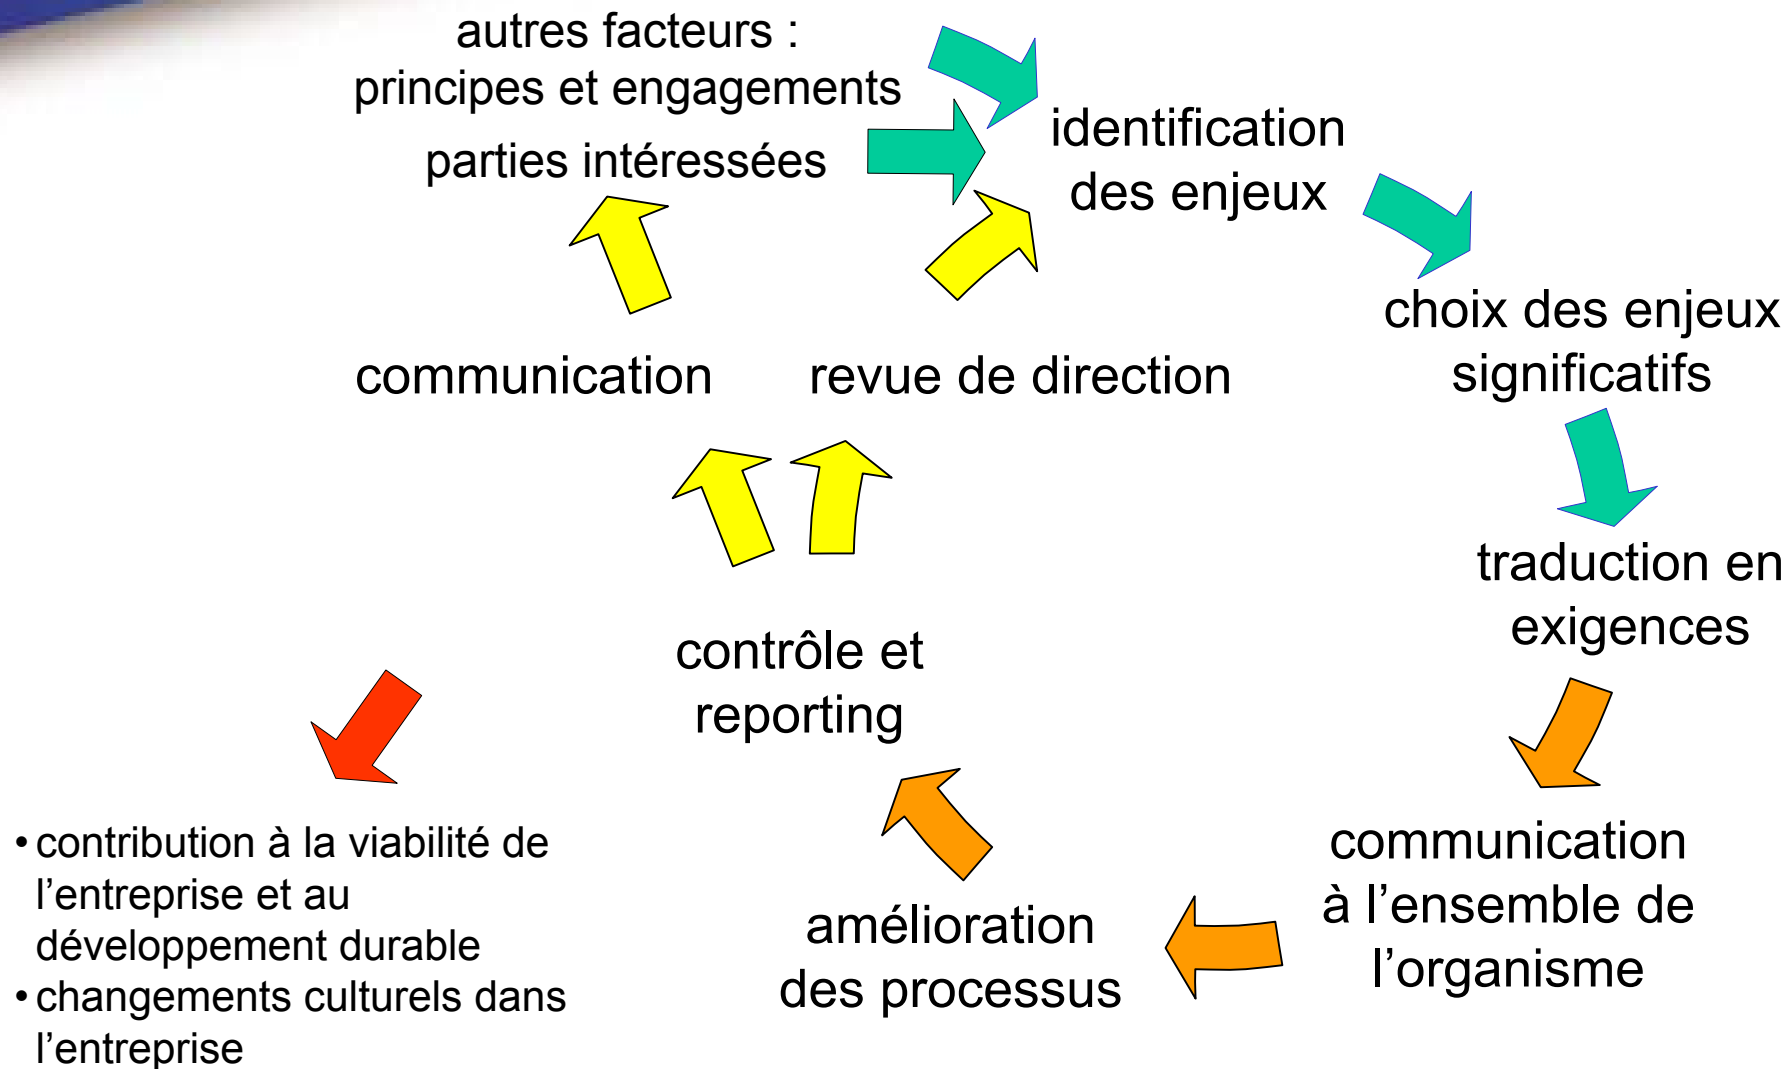 autres facteurs :
principes et engagements
parties intéressées
identification
des enjeux
choix des enjeux
significatifs
traduction en
exigences
communication
à l’ensemble de
l’organisme
amélioration
des processus
contrôle et
reporting
communication
revue de direction
• contribution à la viabilité de
l’entreprise et au
développement durable
• changements culturels dans
l’entreprise